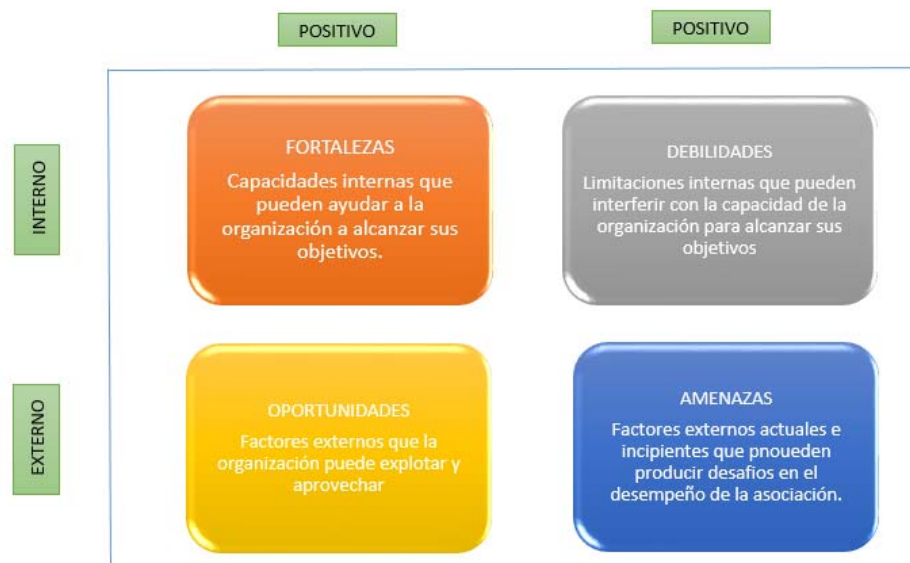 POSITIVO
POSITIVO
INTERNO
FORTALEZAS
Capacidades internas que
pueden ayudar a la
organización a alcanzar sus
objetivos.
DEBILIDADES
Limitaciones internas que pueden
interferir con la capacidad de la
organización para alcanzar sus
objetivos
EXTERNO
OPORTUNIDADES
Factores externos que la
organización puede explotar y
aprovechar
AMENAZAS
Factores externos actuales e
incipientes que pnoueden
producir desafios en el
desempeño de la asociación.